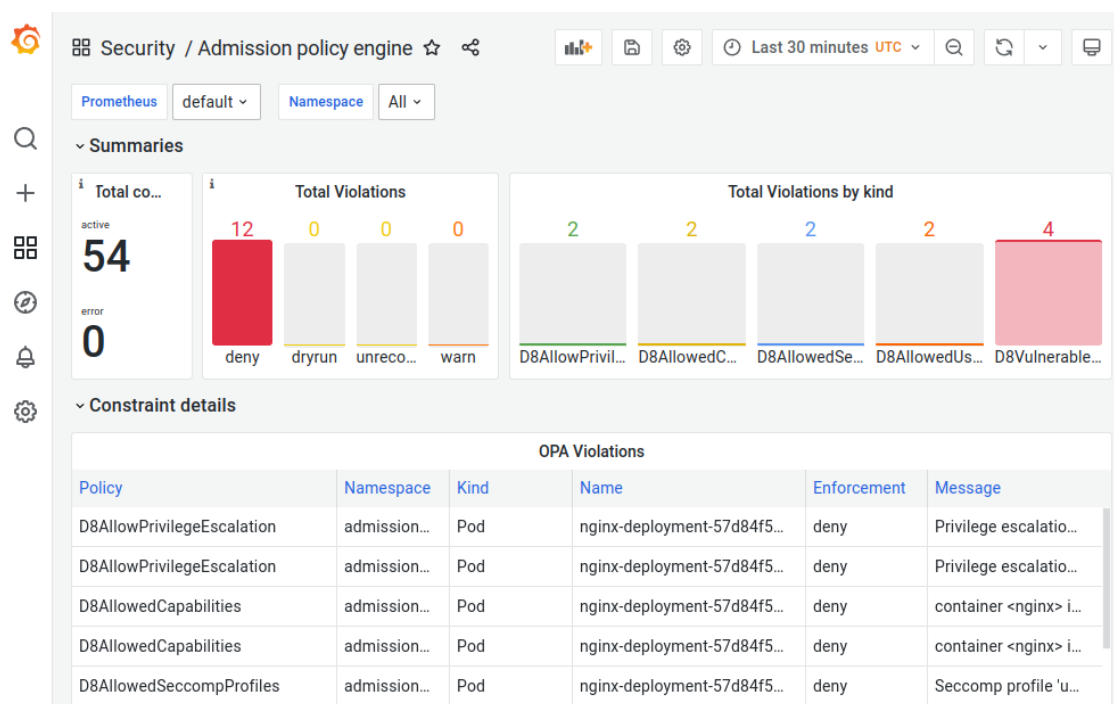 Security / Admission policy engine
Last 30 minutes UTC
Prometheus default Namespace All
Summaries
i Total co...
active
54
error
0
i Total Violations
12 0 0 0
deny dryrun unreco... warn
Total Violations by kind
2 2 2 2 4
D8AllowPrivil... D8AllowedC... D8AllowedSe... D8AllowedUs... D8Vulnerable...
Constraint details
OPA Violations
Policy Namespace Kind Name Enforcement Message
D8AllowPrivilegeEscalation admission... Pod nginx-deployment-57d84f5... deny Privilege escalatio...
D8AllowPrivilegeEscalation admission... Pod nginx-deployment-57d84f5... deny Privilege escalatio...
D8AllowedCapabilities admission... Pod nginx-deployment-57d84f5... deny container <nginx> i...
D8AllowedCapabilities admission... Pod nginx-deployment-57d84f5... deny container <nginx> i...
D8AllowedSeccompProfiles admission... Pod nginx-deployment-57d84f5... deny Seccomp profile 'u...